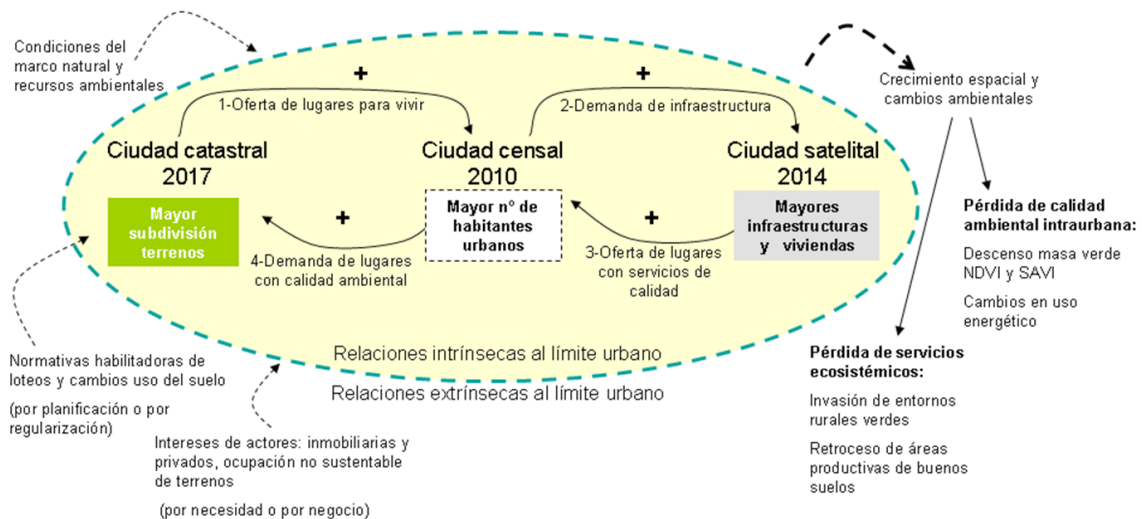 Condiciones del
marco natural y
recursos ambientales
+
1-Oferta de lugares para vivir
+
2-Demanda de infraestructura
Crecimiento espacial y
cambios ambientales
Ciudad catastral
2017
Mayor
subdivisión
terrenos
Ciudad censal
2010
Mayor nº de
habitantes
urbanos
Ciudad satelital
2014
Mayores
infraestructuras
y viviendas
+
4-Demanda de lugares
con calidad ambiental
+
3-Oferta de lugares
con servicios de
calidad
Pérdida de calidad
ambiental intraurbana:
Descenso masa verde
NDVI y SAVI
Cambios en uso
energético
Relaciones intrínsecas al límite urbano
Relaciones extrínsecas al límite urbano
Normativas habilitadoras de
loteos y cambios uso del suelo
(por planificación o por
regularización)
Intereses de actores: inmobiliarias y
privados, ocupación no sustentable
de terrenos
(por necesidad o por negocio)
Pérdida de servicios
ecosistémicos:
Invasión de entornos
rurales verdes
Retroceso de áreas
productivas de buenos
suelos